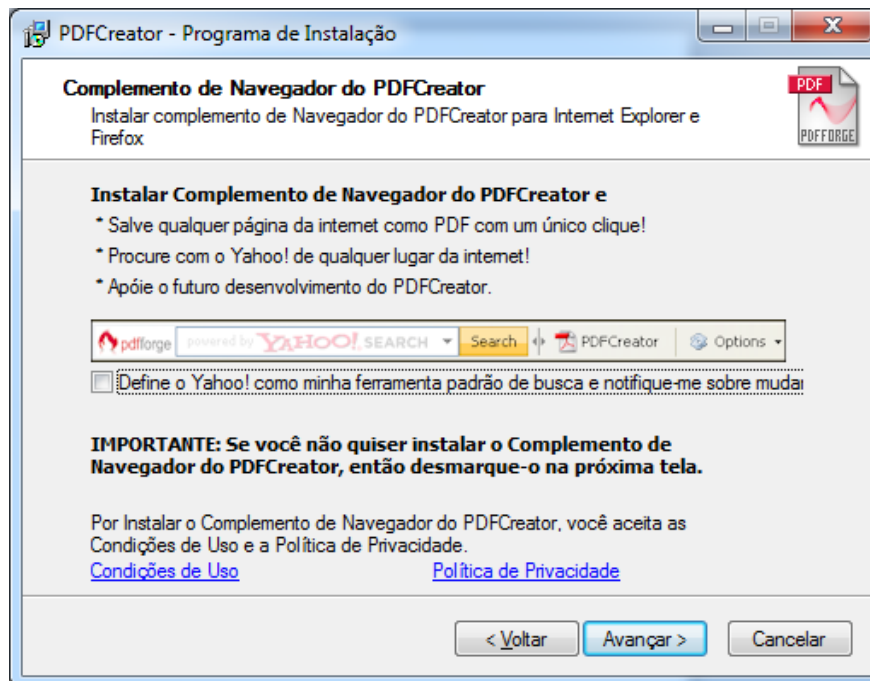 PDFCreator - Programa de Instalação
Complemento de Navegador do PDFCreator
Instalar complemento de Navegador do PDFCreator para Internet Explorer e
Firefox
PDF
PDFFORGE
Instalar Complemento de Navegador do PDFCreator e
* Salve qualquer página da internet como PDF com um único clique!
* Procure com o Yahoo! de qualquer lugar da internet!
* Apóie o futuro desenvolvimento do PDFCreator.
pdfforge powered by YAHOO! SEARCH Search PDFCreator Options
Define o Yahoo! como minha ferramenta padrão de busca e notifique-me sobre
IMPORTANTE: Se você não quiser instalar o Complemento de
Navegador do PDFCreator, então desmarque-o na próxima tela.
Por Instalar o Complemento de Navegador do PDFCreator, você aceita as
Condições de Uso e a Política de Privacidade.
Condições de Uso Política de Privacidade
< Voltar Avançar > Cancelar